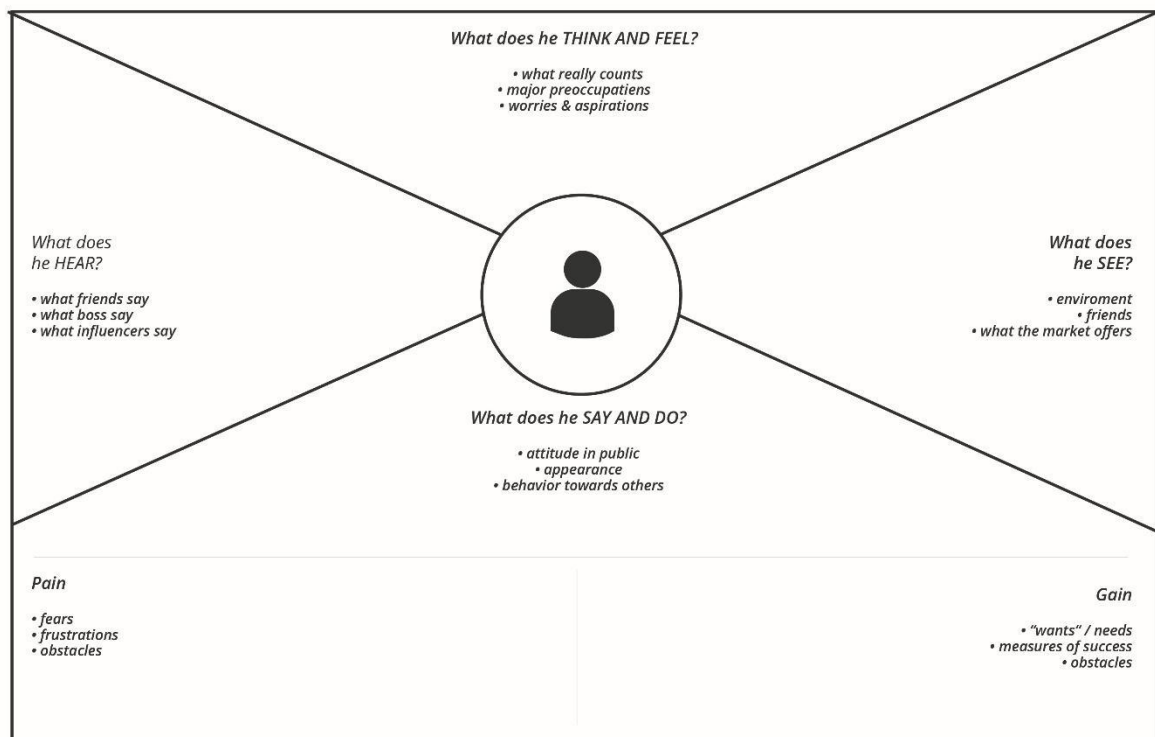 What does he THINK AND FEEL?
• what really counts
• major preoccupatiens
• worries & aspirations
What does
he HEAR?
• what friends say
• what boss say
• what influencers say
What does
he SEE?
• enviroment
• friends
• what the market offers
What does he SAY AND DO?
• attitude in public
• appearance
• behavior towards others
Pain
• fears
• frustrations
• obstacles
Gain
• “wants“ / needs
• measures of success
• obstacles